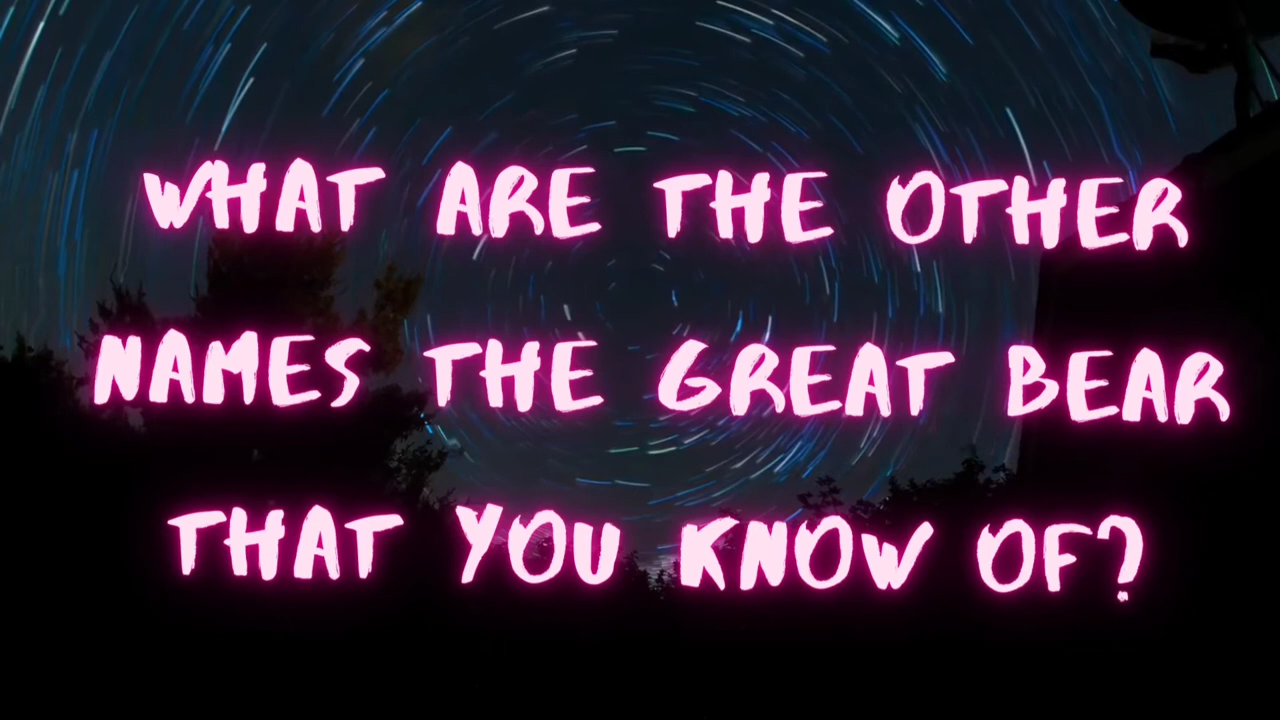 WHAT ARE THE OTHER
NAMES THE GREAT BEAR
THAT YOU KNOW OF?